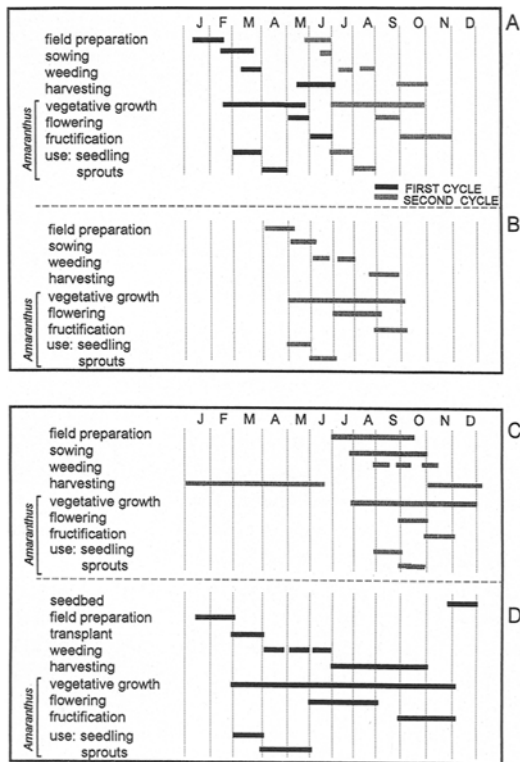 J F M A M J J A S O N D
A
field preparation
sowing
weeding
harvesting
Amaranthus
vegetative growth
flowering
fructification
use: seedling
sprouts
FIRST CYCLE
SECOND CYCLE
B
field preparation
sowing
weeding
harvesting
Amaranthus
vegetative growth
flowering
fructification
use: seedling
sprouts
J F M A M J J A S O N D
C
field preparation
sowing
weeding
harvesting
Amaranthus
vegetative growth
flowering
fructification
use: seedling
sprouts
seedbed
D
field preparation
transplant
weeding
harvesting
Amaranthus
vegetative growth
flowering
fructification
use: seedling
sprouts